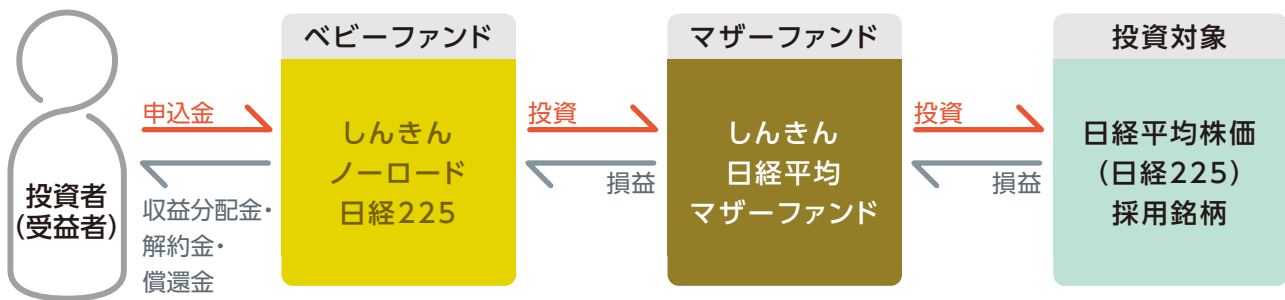 投資者
(受益者)
申込金
収益分配金・
解約金・
償還金
ベビーファンド
しんきん
ノーロード
日経225
投資
損益
マザーファンド
しんきん
日経平均
マザーファンド
投資
損益
投資対象
日経平均株価
(日経225)
採用銘柄